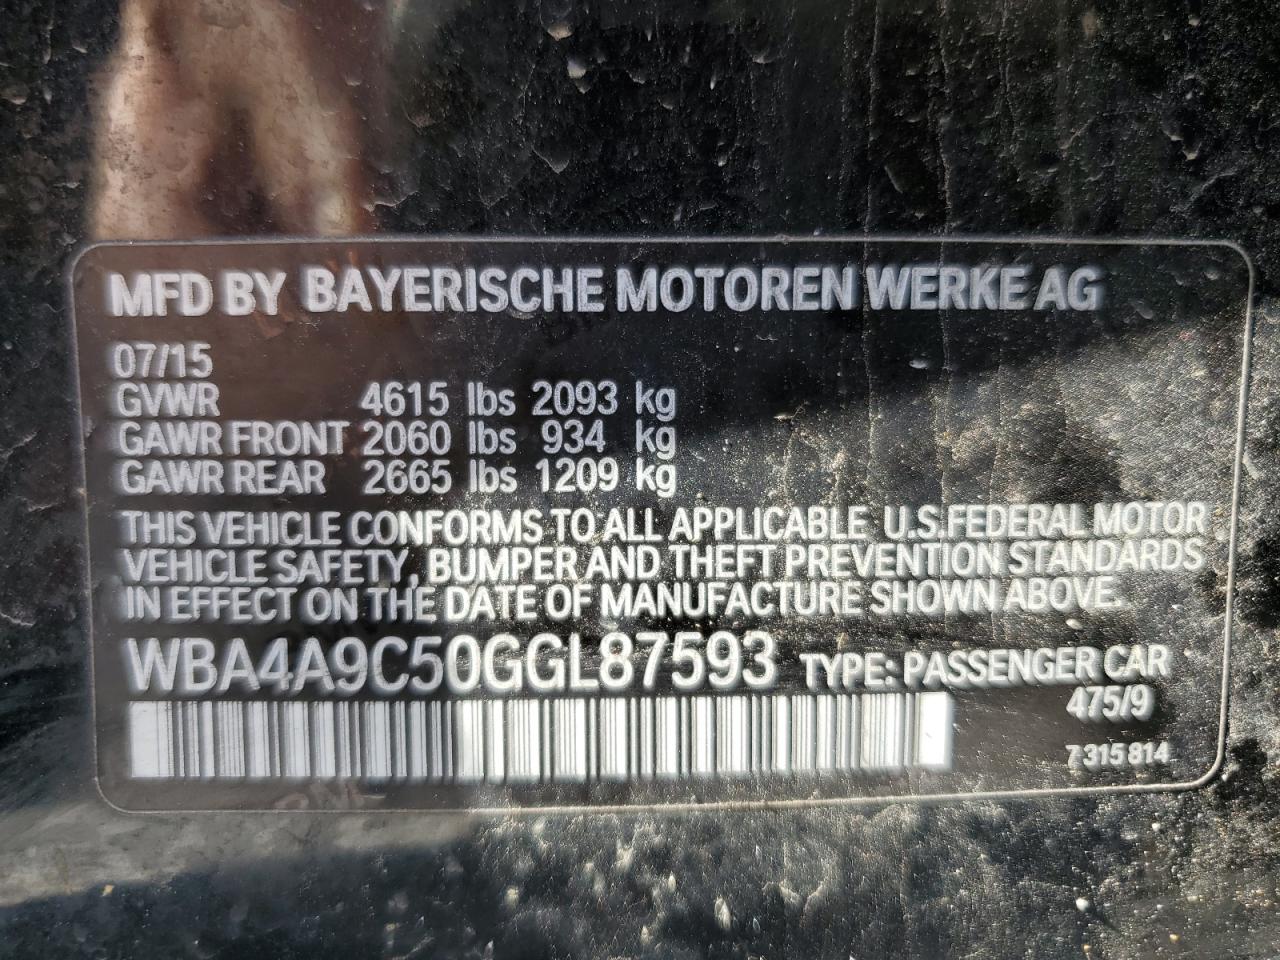 MFD BY BAYERISCHE MOTOREN WERKE AG
07/15
GVWR 4615 lbs 2093 kg
GAWR FRONT 2060 lbs 934 kg
GAWR REAR 2665 lbs 1209 kg
THIS VEHICLE CONFORMS TO ALL APPLICABLE U.S.FEDERAL MOTOR
VEHICLE SAFETY, BUMPER AND THEFT PREVENTION STANDARDS
IN EFFECT ON THE DATE OF MANUFACTURE SHOWN ABOVE.
WBA4A9C50GGL87593 TYPE: PASSENGER CAR
475/9
7 315 814